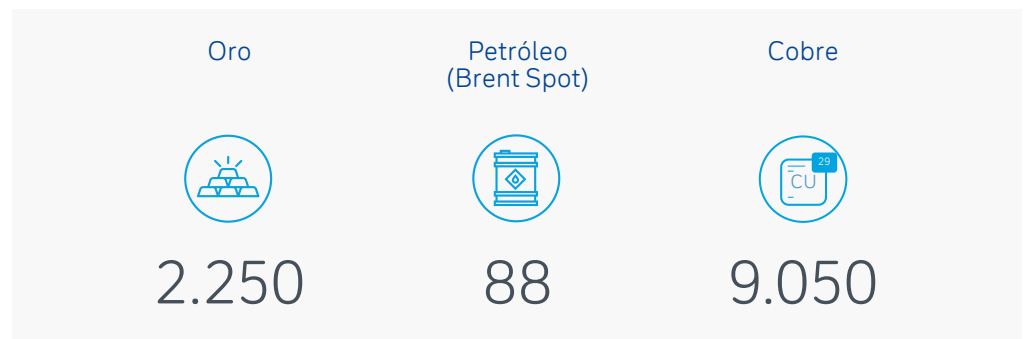 Oro
Petróleo
(Brent Spot)
Cobre
29
CU
2.250
88
9.050